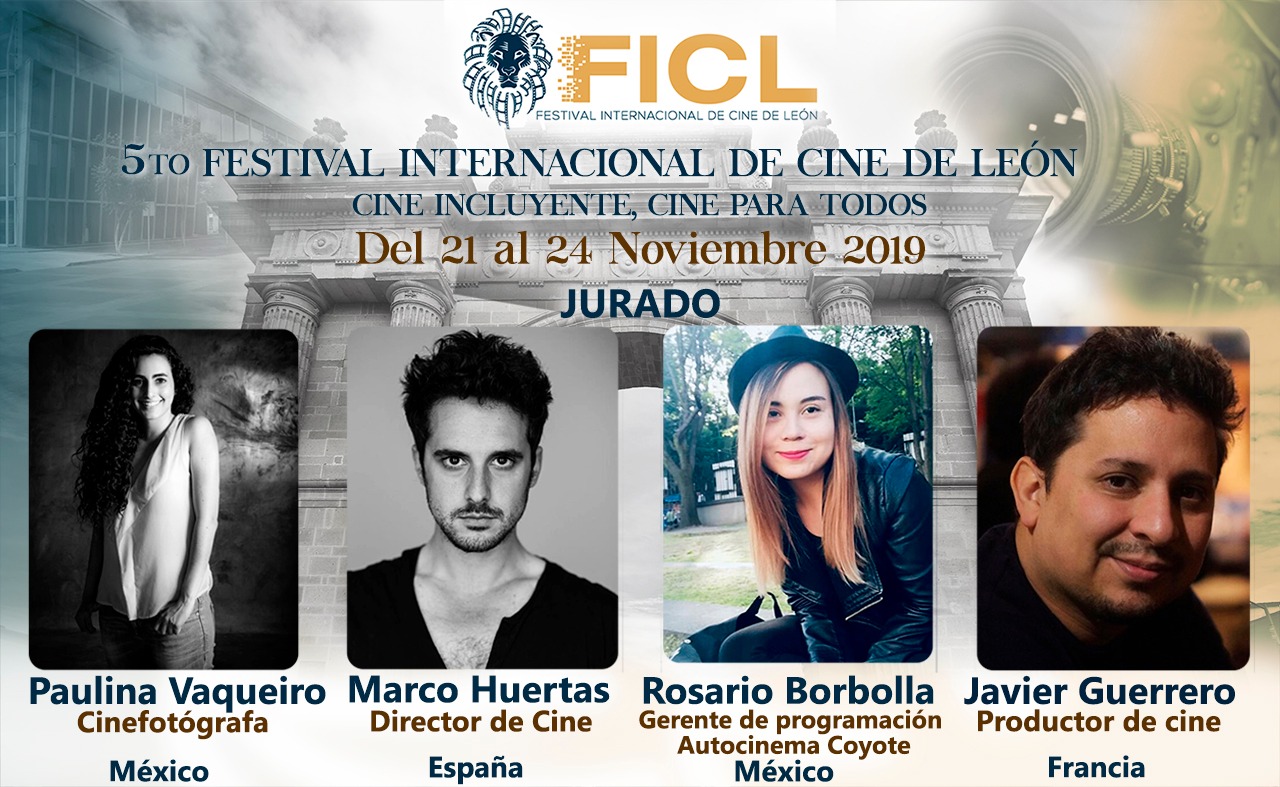 FICL
FESTIVAL INTERNACIONAL DE CINE DE LEÓN
5TO FESTIVAL INTERNACIONAL DE CINE DE LEÓN
CINE INCLUYENTE, CINE PARA TODOS
Del 21 al 24 Noviembre 2019
JURADO
Paulina Vaqueiro
Cinefotógrafa
México
Marco Huertas
Director de Cine
España
Rosario Borbolla
Gerente de programación
Autocinema Coyote
México
Javier Guerrero
Productor de cine
Francia